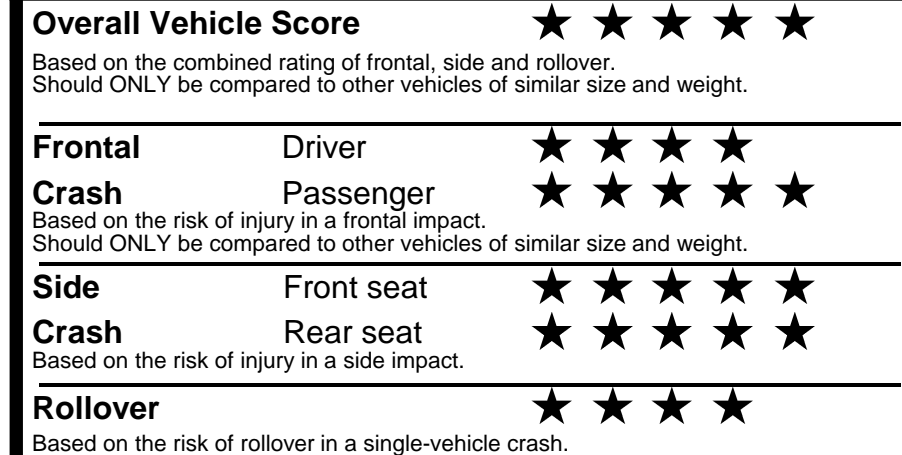 Overall Vehicle Score ★ ★ ★ ★ ★
Based on the combined rating of frontal, side and rollover.
Should ONLY be compared to other vehicles of similar size and weight.
Frontal Driver ★ ★ ★ ★
Crash Passenger ★ ★ ★ ★ ★
Based on the risk of injury in a frontal impact.
Should ONLY be compared to other vehicles of similar size and weight.
Side Front seat ★ ★ ★ ★ ★
Crash Rear seat ★ ★ ★ ★ ★
Based on the risk of injury in a side impact.
Rollover ★ ★ ★ ★
Based on the risk of rollover in a single-vehicle crash.